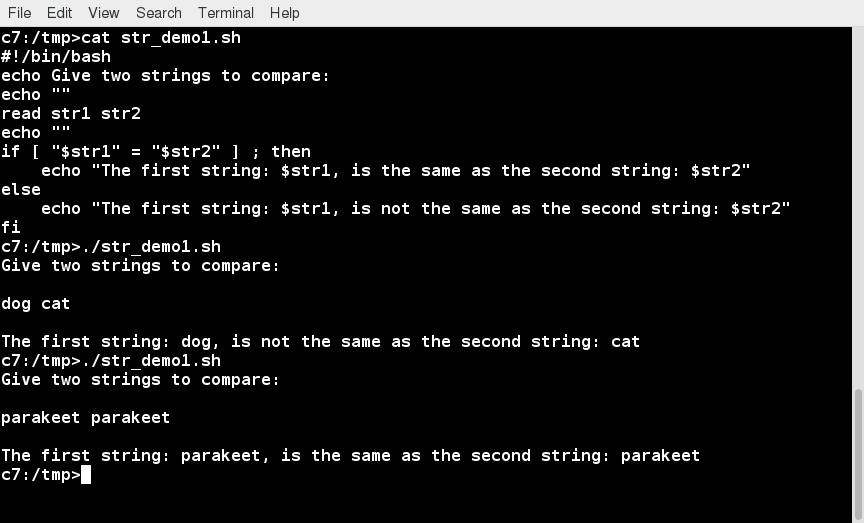 File Edit View Search Terminal Help
c7:/tmp>cat str_demo1.sh
#!/bin/bash
echo Give two strings to compare:
echo ""
read str1 str2
echo ""
if [ "$str1" = "$str2" ] ; then
    echo "The first string: $str1, is the same as the second string: $str2"
else
    echo "The first string: $str1, is not the same as the second string: $str2"
fi
c7:/tmp>./str_demo1.sh
Give two strings to compare:

dog cat

The first string: dog, is not the same as the second string: cat
c7:/tmp>./str_demo1.sh
Give two strings to compare:

parakeet parakeet

The first string: parakeet, is the same as the second string: parakeet
c7:/tmp>